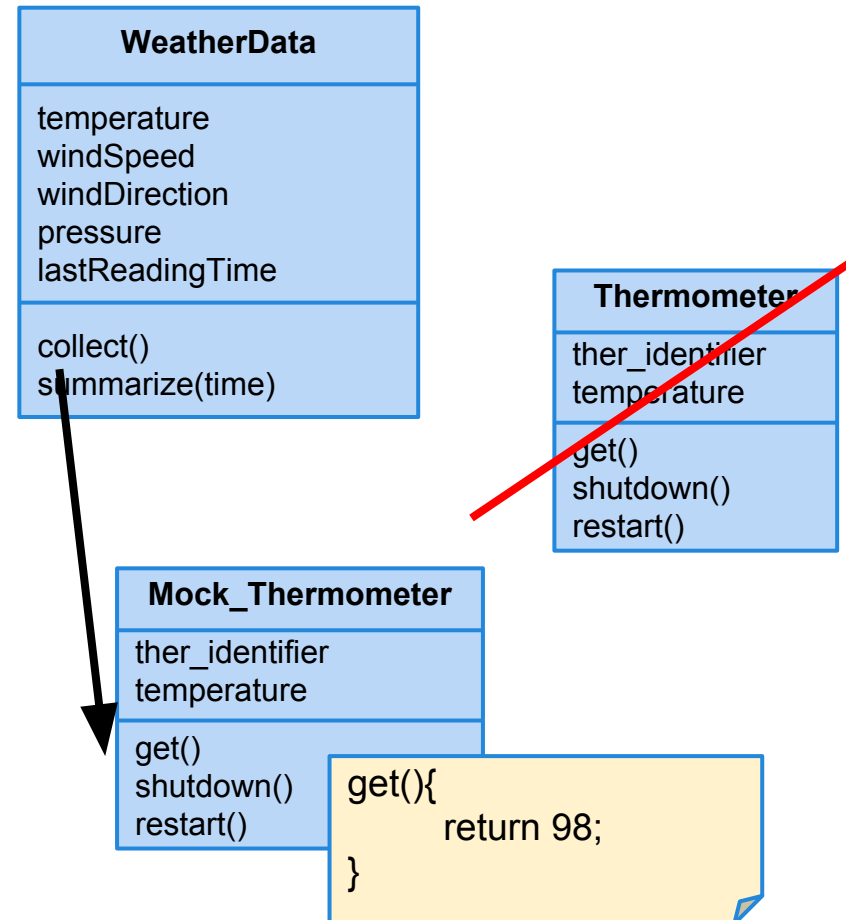 WeatherData
temperature
windSpeed
windDirection
pressure
lastReadingTime
collect()
summarize(time)
Thermometer
ther_identifier
temperature
get()
shutdown()
restart()
Mock_Thermometer
ther_identifier
temperature
get()
shutdown()
restart()
get(){
return 98;
}